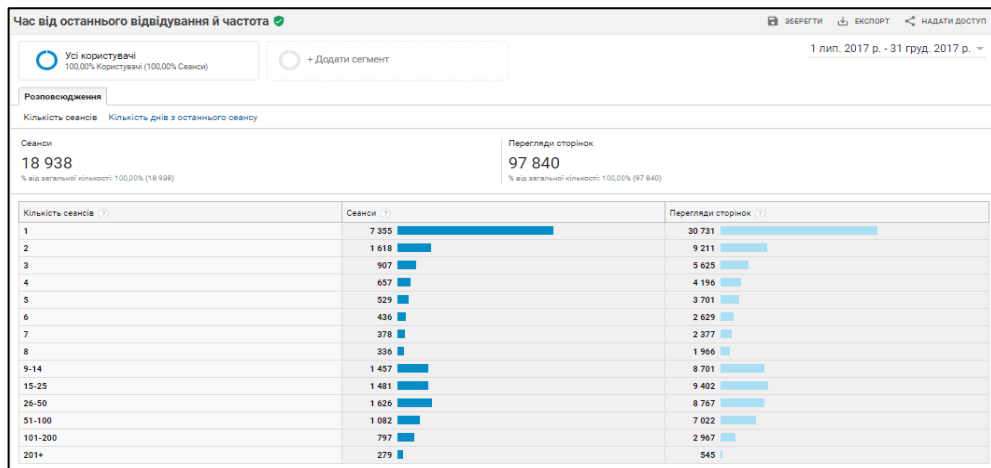 Час від останнього відвідування й частота
ЗБЕРЕГТИ ЕКСПОРТ НАДАТИ ДОСТУП
Усі користувачі
100,00% Користувачі (100,00% Сеанси)
+ Додати сегмент
1 лип. 2017 р. - 31 груд. 2017 р.
Розповсюдження
Кількість сеансів Кількість днів з останнього сеансу
Сеанси
18 938
% від загальної кількості: 100,00% (18 938)
Перегляди сторінок
97 840
% від загальної кількості: 100,00% (97 840)
Кількість сеансів ? Сеанси ? Перегляди сторінок ?
1 7 355 30 731
2 1 618 9 211
3 907 5 625
4 657 4 196
5 529 3 701
6 436 2 629
7 378 2 377
8 336 1 966
9-14 1 457 8 701
15-25 1 481 9 402
26-50 1 626 8 767
51-100 1 082 7 022
101-200 797 2 967
201+ 279 545